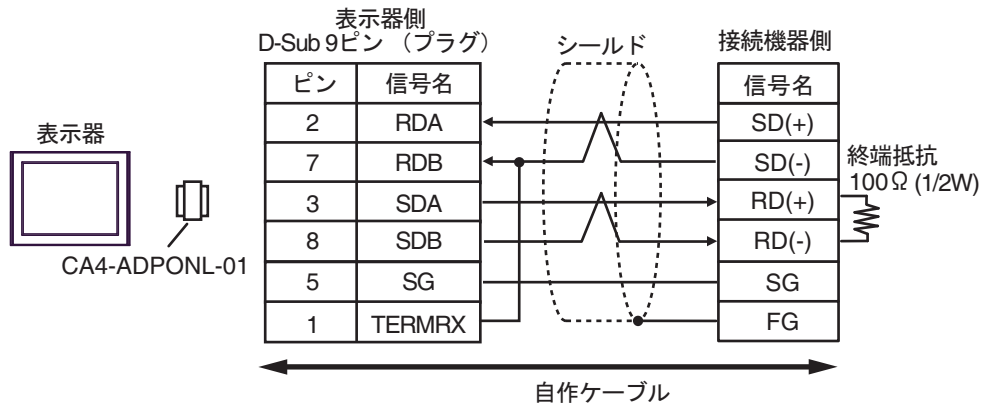 表示器側
D-Sub 9ピン (プラグ)
シールド
接続機器側
ピン 信号名
信号名
2 RDA
SD(+)
表示器
7 RDB
SD(-)
終端抵抗
100Ω (1/2W)
3 SDA
RD(+)
8 SDB
RD(-)
CA4-ADPONL-01
5 SG
SG
1 TERMRX
FG
自作ケーブル